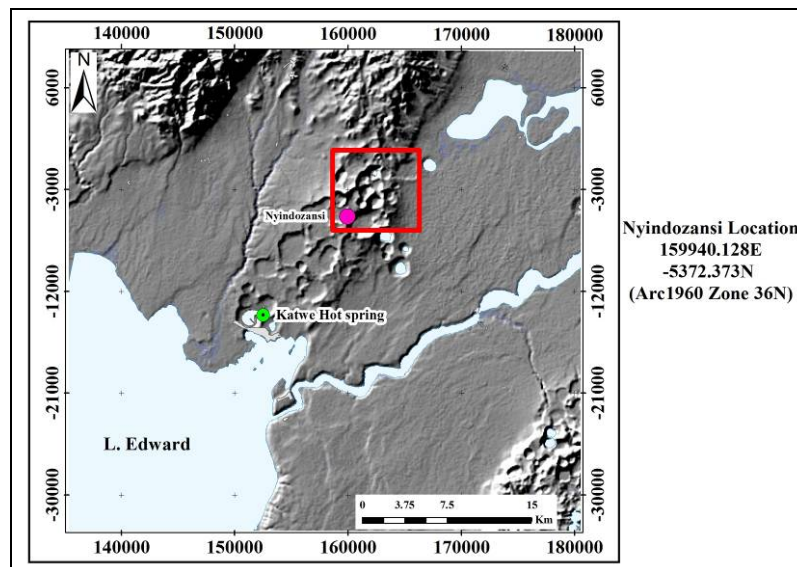 140000 150000 160000 170000 180000
N
6000 6000
-3000 -3000
Nyindozansi
Nyindozansi Location
159940.128E
-5372.373N
(Arc1960 Zone 36N)
-12000 -12000
Katwe Hot spring
-21000 -21000
L. Edward
-30000 -30000
0 3.75 7.5 15
Km
140000 150000 160000 170000 180000